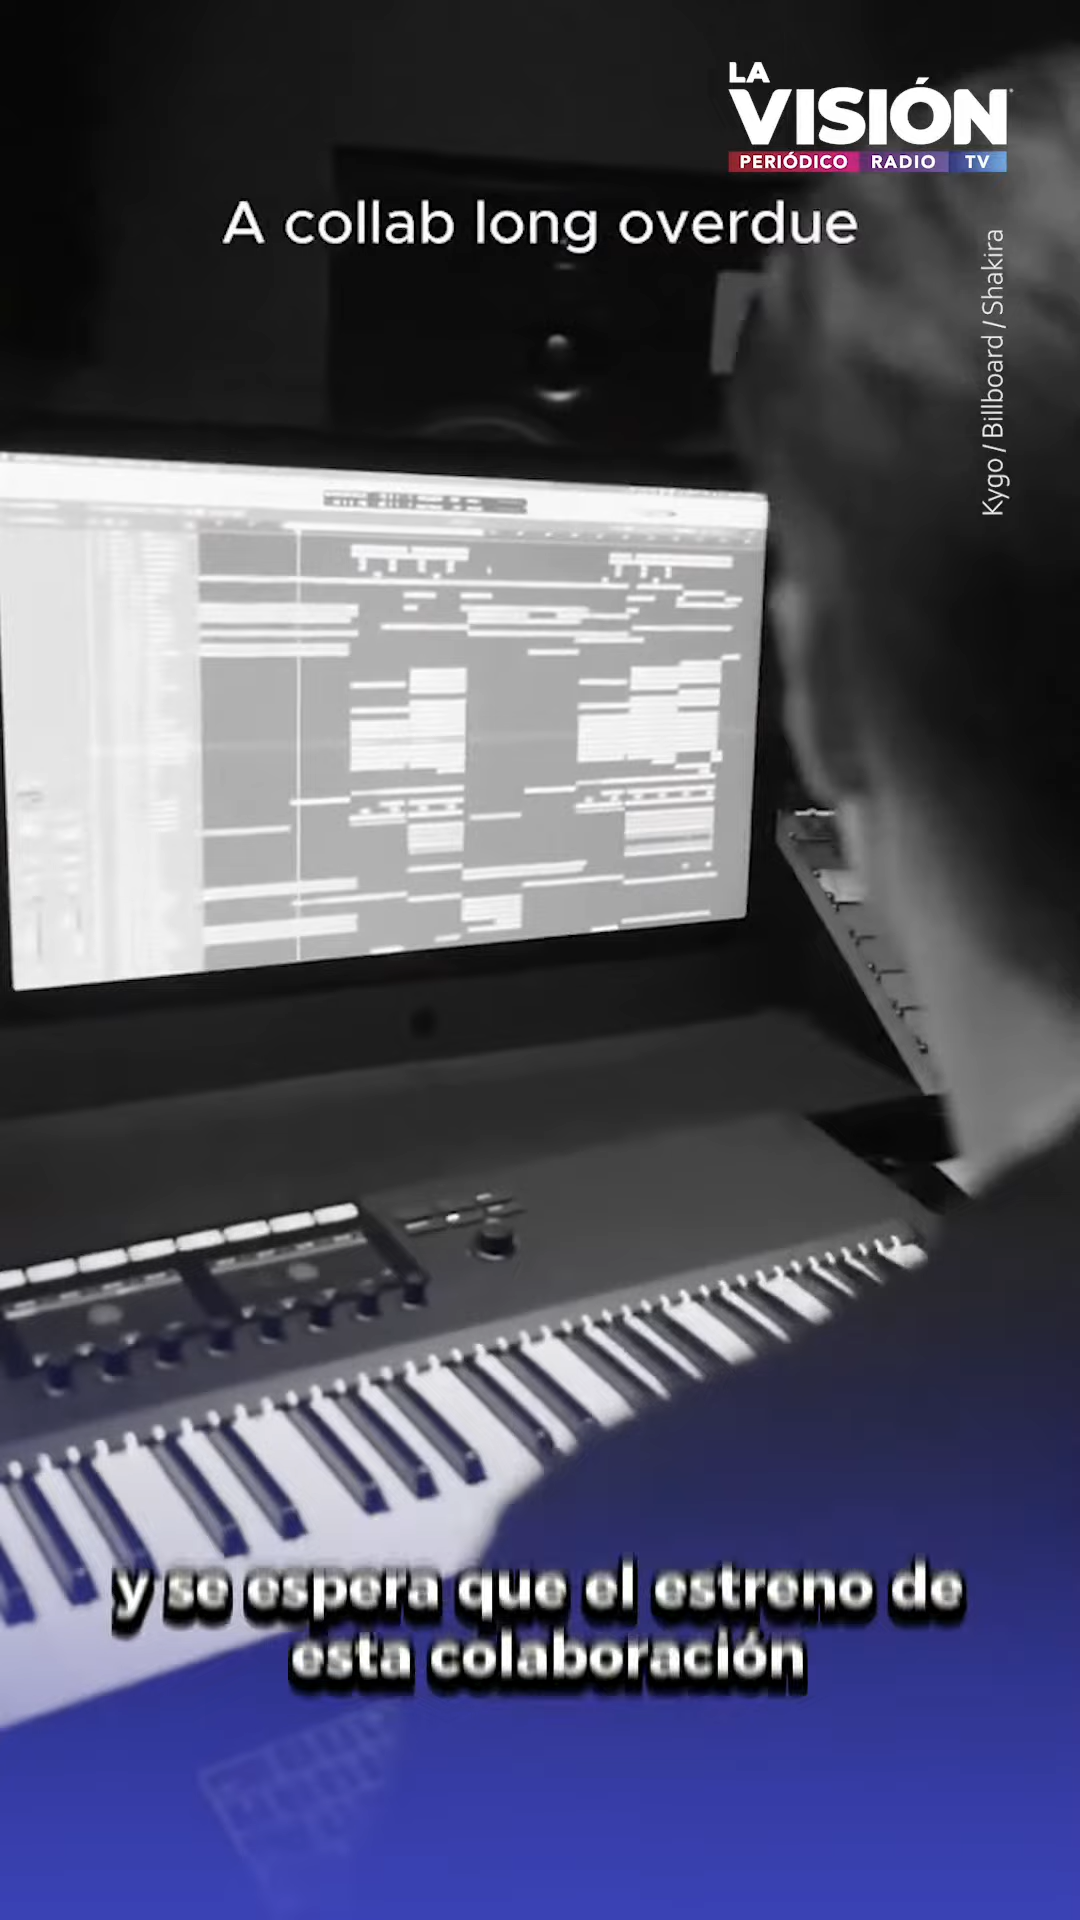 LA
VISIÓN
PERIÓDICO RADIO TV
A collab long overdue
Kygo / Billboard / Shakira
y se espera que el estreno de
esta colaboración